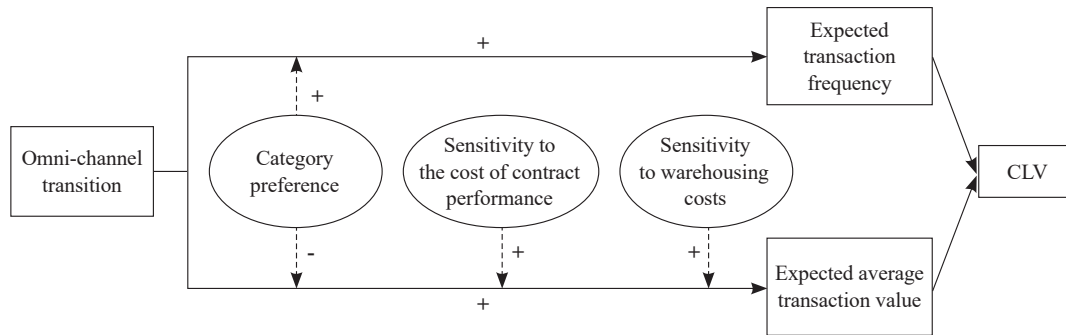 +
Expected
transaction
frequency
+
Omni-channel
transition
Category
preference
Sensitivity to
the cost of contract
performance
Sensitivity
to warehousing
costs
CLV
-
+
+
+
Expected average
transaction value